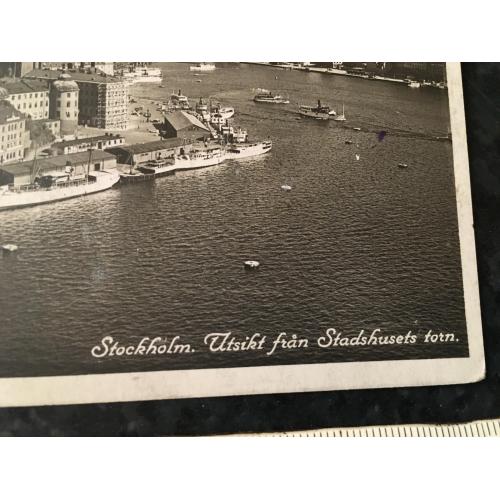 Stockholm. Utsikt från Stadshusets torn.